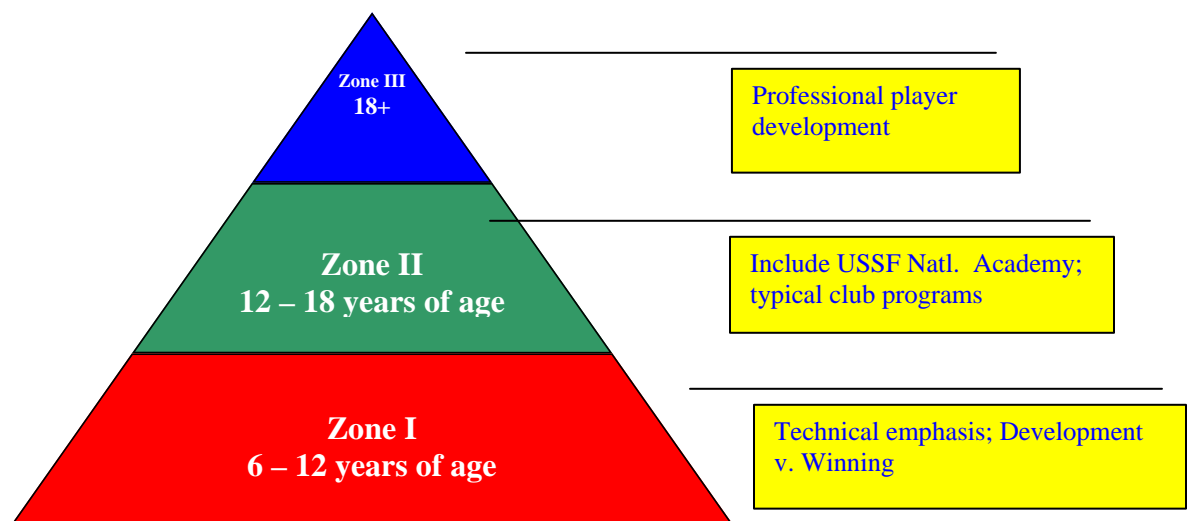 Zone III
18+
Professional player
development
Zone II
12 – 18 years of age
Include USSF Natl.  Academy;
typical club programs
Zone I
6 – 12 years of age
Technical emphasis; Development
v. Winning